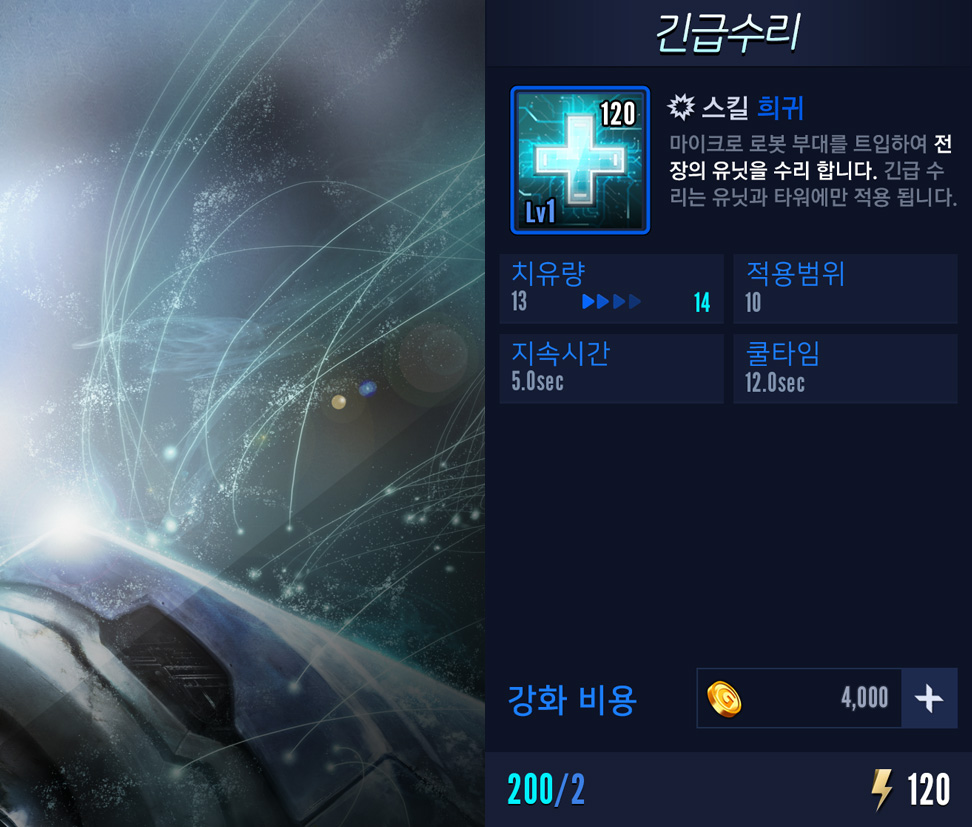 긴급수리
120
Lv1
스킬 희귀
마이크로 로봇 부대를 트입하여 전
장의 유닛을 수리 합니다. 긴급 수
리는 유닛과 타워에만 적용 됩니다.
치유량
13 14
적용범위
10
지속시간
5.0sec
쿨타임
12.0sec
강화 비용
4,000
200/2
120